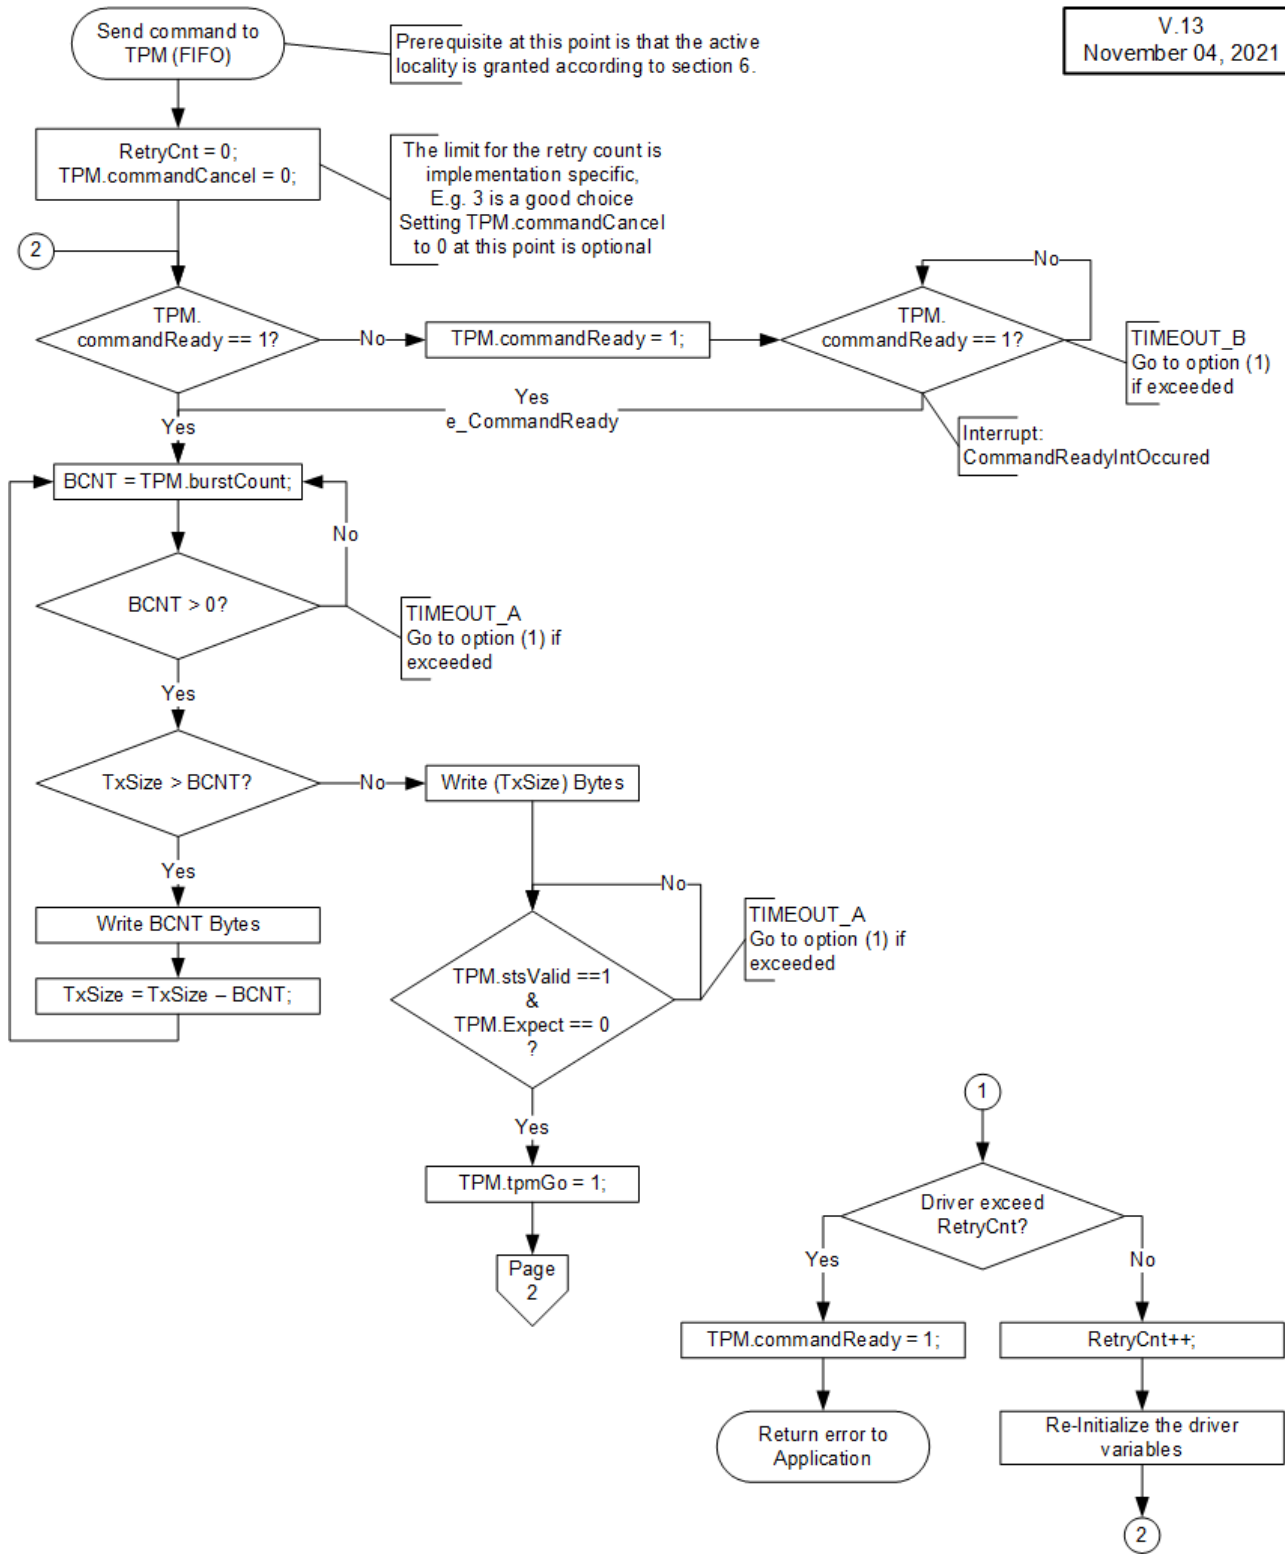 Send command to
TPM (FIFO)
Prerequisite at this point is that the active
locality is granted according to section 6.
V.13
November 04, 2021
RetryCnt = 0;
TPM.commandCancel = 0;
The limit for the retry count is
implementation specific,
E.g. 3 is a good choice
Setting TPM.commandCancel
to 0 at this point is optional
2
TPM.
commandReady == 1?
No
TPM.commandReady = 1;
TPM.
commandReady == 1?
No
TIMEOUT_B
Go to option (1)
if exceeded
Yes
e_CommandReady
Interrupt:
CommandReadyIntOccured
Yes
BCNT = TPM.burstCount;
No
BCNT > 0?
TIMEOUT_A
Go to option (1) if
exceeded
Yes
TxSize > BCNT?
No
Write (TxSize) Bytes
Yes
Write BCNT Bytes
TxSize = TxSize – BCNT;
No
TIMEOUT_A
Go to option (1) if
exceeded
TPM.stsValid ==1
&
TPM.Expect == 0
?
Yes
TPM.tpmGo = 1;
Page
2
1
Driver exceed
RetryCnt?
Yes
No
TPM.commandReady = 1;
RetryCnt++;
Return error to
Application
Re-Initialize the driver
variables
2